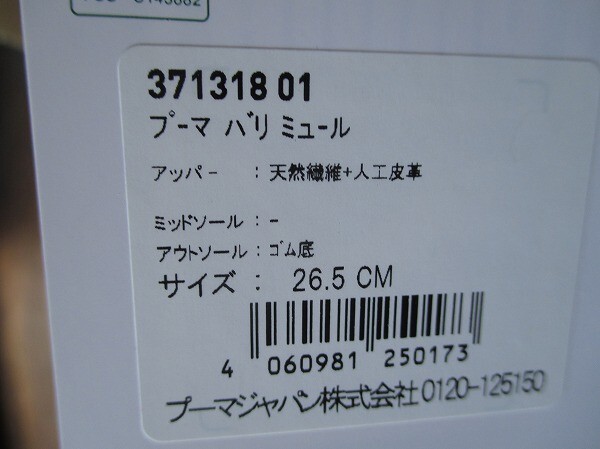 371318 01
プーマ バリ ミュール
アッパー : 天然繊維+人工皮革
ミッドソール : -
アウトソール : ゴム底
サイズ : 26.5 CM
4 060981 250173
プーマジャパン株式会社 0120-125150